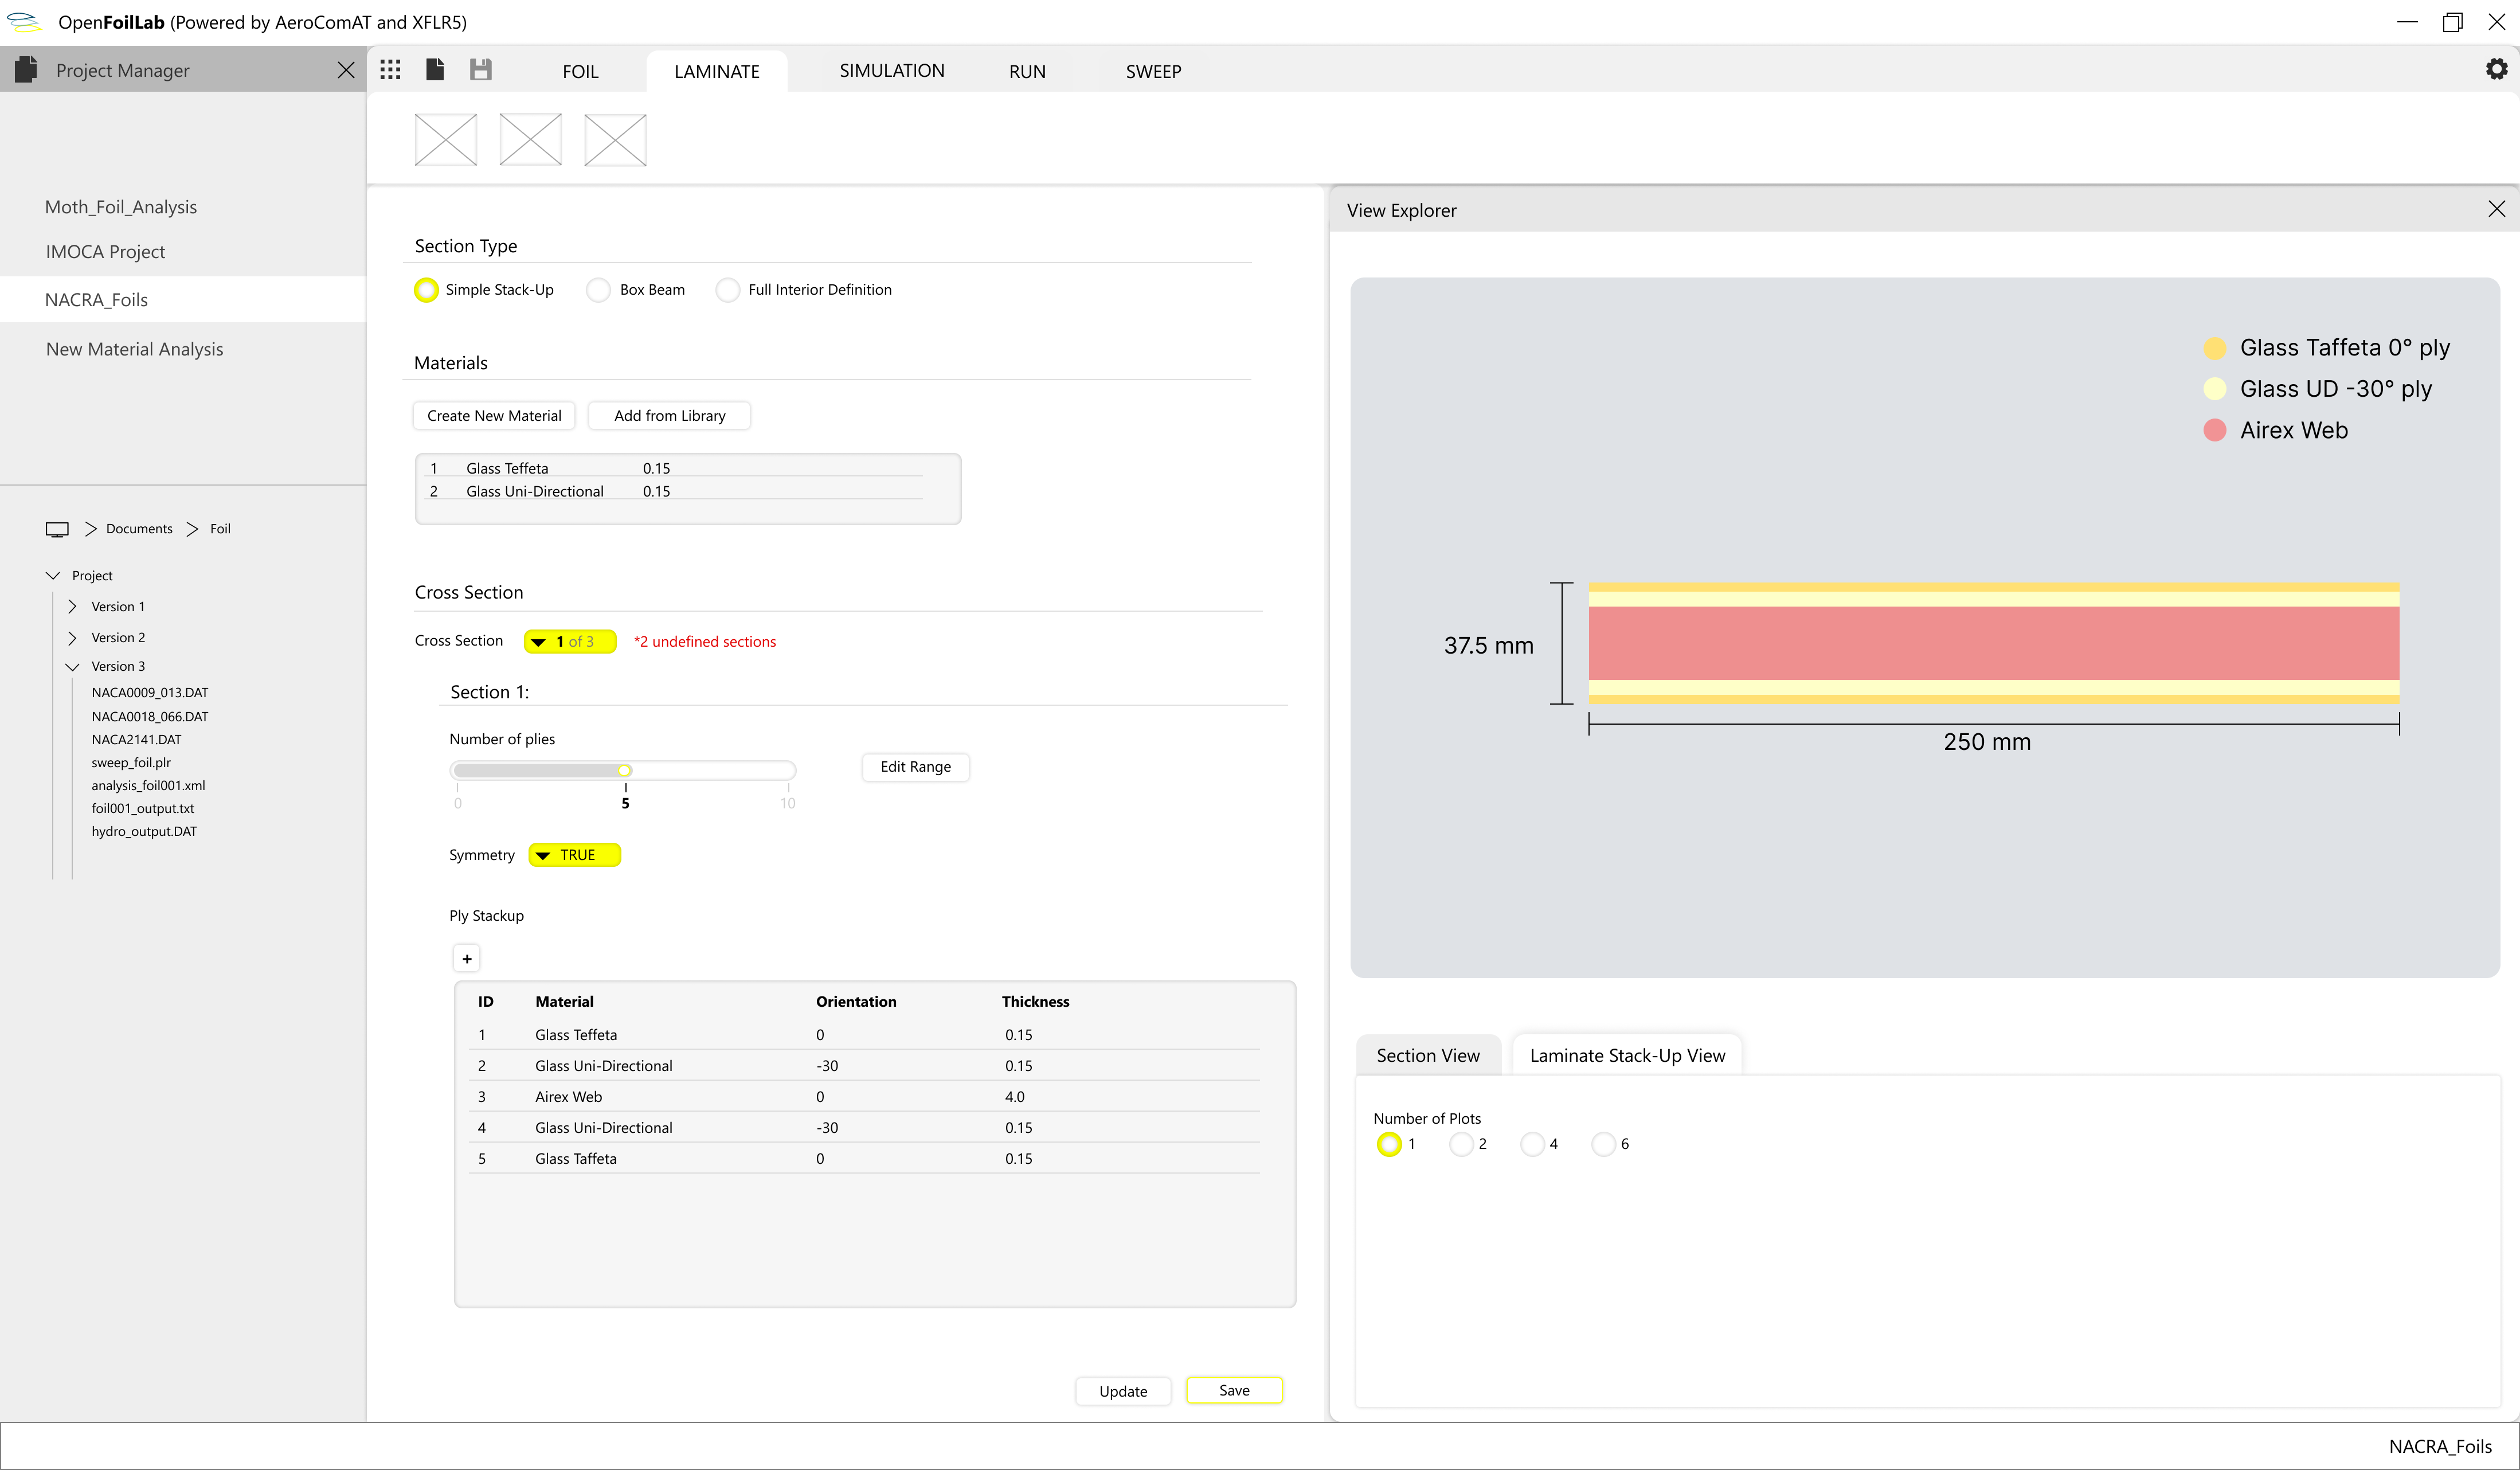 OpenFoilLab (Powered by AeroComAT and XFLR5)
Project Manager
FOIL LAMINATE SIMULATION RUN SWEEP
Moth_Foil_Analysis
IMOCA Project
NACRA_Foils
New Material Analysis
Documents Foil
Project
Version 1
Version 2
Version 3
NACA0009_013.DAT
NACA0018_066.DAT
NACA2141.DAT
sweep_foil.plr
analysis_foil001.xml
foil001_output.txt
hydro_output.DAT
Section Type
Simple Stack-Up Box Beam Full Interior Definition
Materials
Create New Material Add from Library
1 Glass Teffeta 0.15
2 Glass Uni-Directional 0.15
Cross Section
Cross Section 1 of 3 *2 undefined sections
Section 1:
Number of plies
Edit Range
0 5 10
Symmetry TRUE
Ply Stackup
+
ID Material Orientation Thickness
1 Glass Teffeta 0 0.15
2 Glass Uni-Directional -30 0.15
3 Airex Web 0 4.0
4 Glass Uni-Directional -30 0.15
5 Glass Taffeta 0 0.15
Update Save
View Explorer
Glass Taffeta 0° ply
Glass UD -30° ply
Airex Web
37.5 mm
250 mm
Section View Laminate Stack-Up View
Number of Plots
1 2 4 6
NACRA_Foils